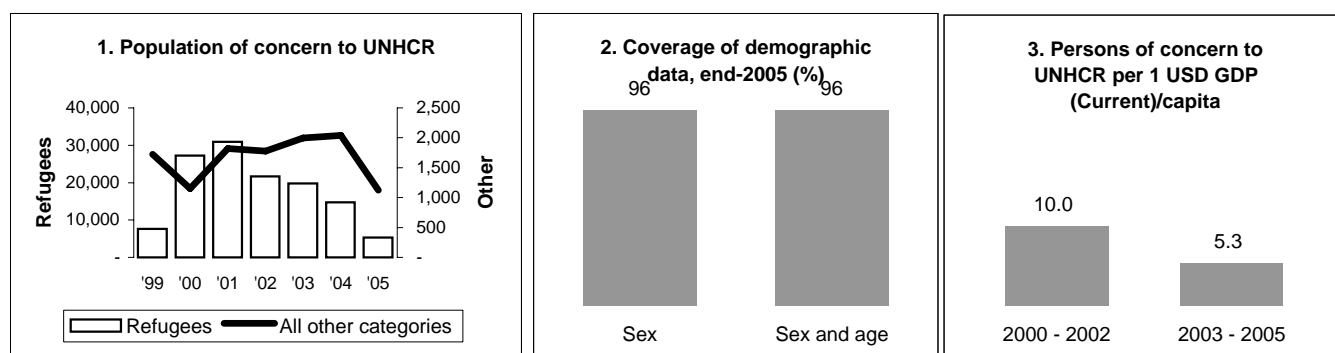 1. Population of concern to UNHCR
40,000
30,000
20,000
10,000
-
Refugees
2,500
2,000
1,500
1,000
500
-
Other
'99 '00 '01 '02 '03 '04 '05
Refugees All other categories
2. Coverage of demographic
data, end-2005 (%)
96 96
Sex Sex and age
3. Persons of concern to
UNHCR per 1 USD GDP
(Current)/capita
10.0
5.3
2000 - 2002 2003 - 2005